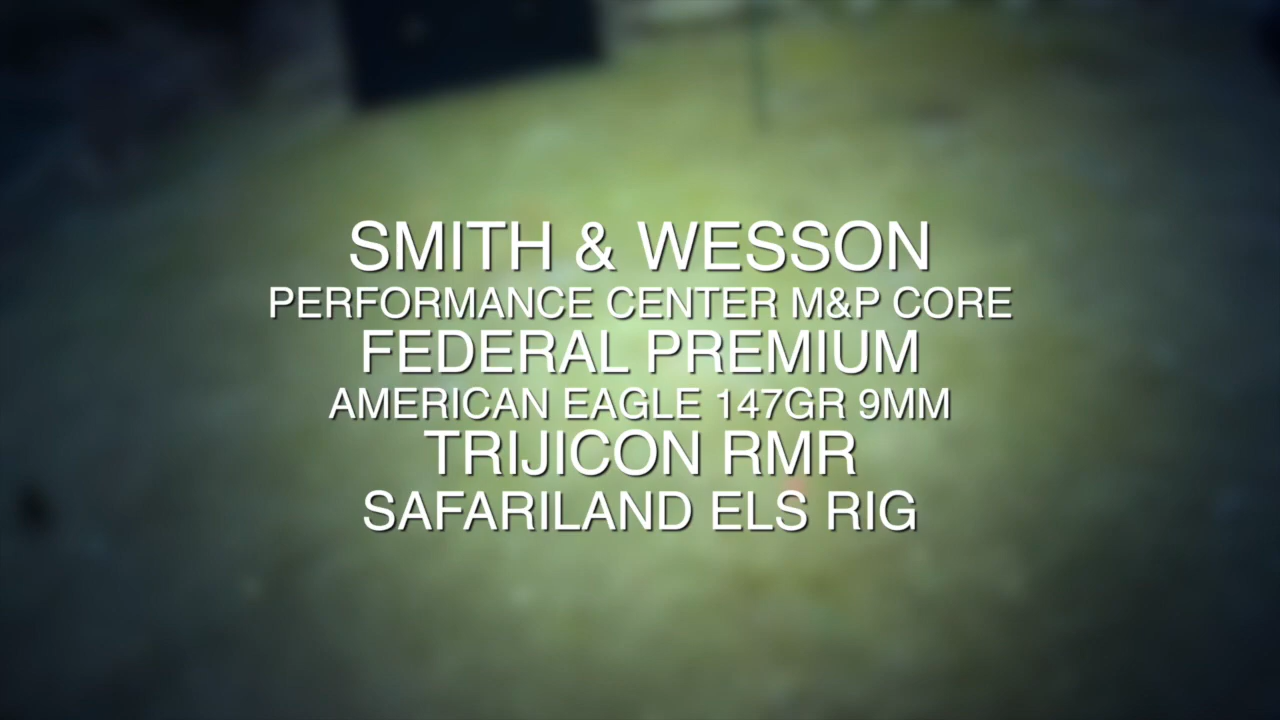 SMITH & WESSON
PERFORMANCE CENTER M&P CORE
FEDERAL PREMIUM
AMERICAN EAGLE 147GR 9MM
TRIJICON RMR
SAFARILAND ELS RIG